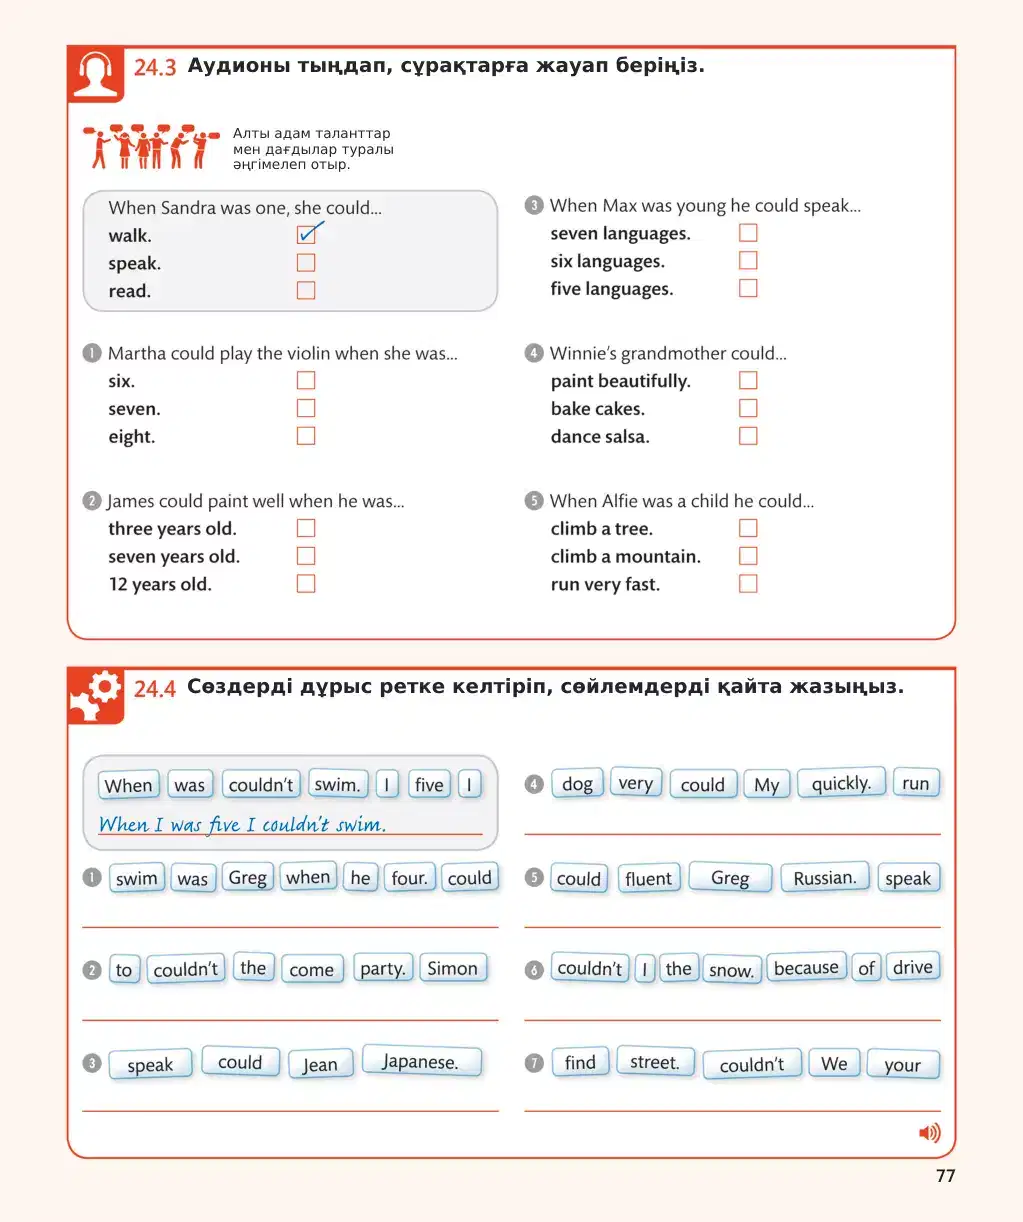 24.3 Аудионы тыңдап, сұрақтарға жауап беріңіз.
Алты адам таланттар
мен дағдылар туралы
әңгімелеп отыр.
When Sandra was one, she could...
walk.
speak.
read.
1 Martha could play the violin when she was...
six.
seven.
eight.
2 James could paint well when he was...
three years old.
seven years old.
12 years old.
3 When Max was young he could speak...
seven languages.
six languages.
five languages.
4 Winnie's grandmother could...
paint beautifully.
bake cakes.
dance salsa.
5 When Alfie was a child he could...
climb a tree.
climb a mountain.
run very fast.
24.4 Сөздерді дұрыс ретке келтіріп, сөйлемдерді қайта жазыңыз.
When was couldn't swim. I five I
When I was five I couldn't swim.
1 swim was Greg when he four. could
2 to couldn't the come party. Simon
3 speak could Jean Japanese.
4 dog very could My quickly. run
5 could fluent Greg Russian. speak
6 couldn't I the snow. because of drive
7 find street. couldn't We your
77